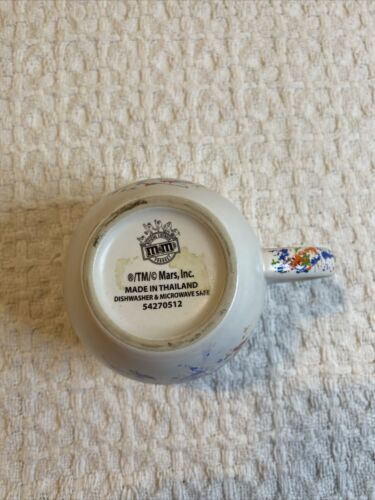 m&m's
®/TM/© Mars, Inc.
MADE IN THAILAND
DISHWASHER & MICROWAVE SAFE
54270512